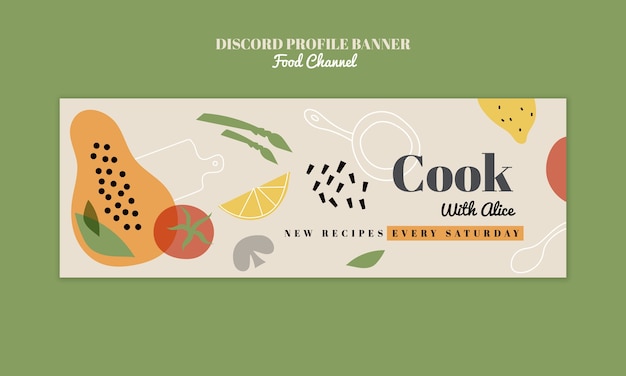 DISCORD PROFILE BANNER
Food Channel
Cook
With Alice
NEW RECIPES EVERY SATURDAY